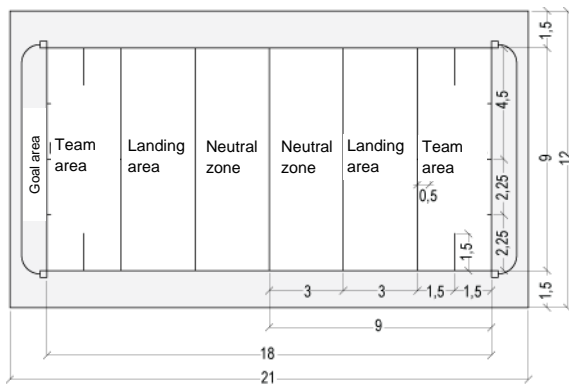 1,5
Goal area
Team
area
Landing
area
Neutral
zone
Neutral
zone
Landing
area
Team
area
4,5
9
12
0,5
2,25
1,5
2,25
3
3
1,5
1,5
1,5
9
18
21